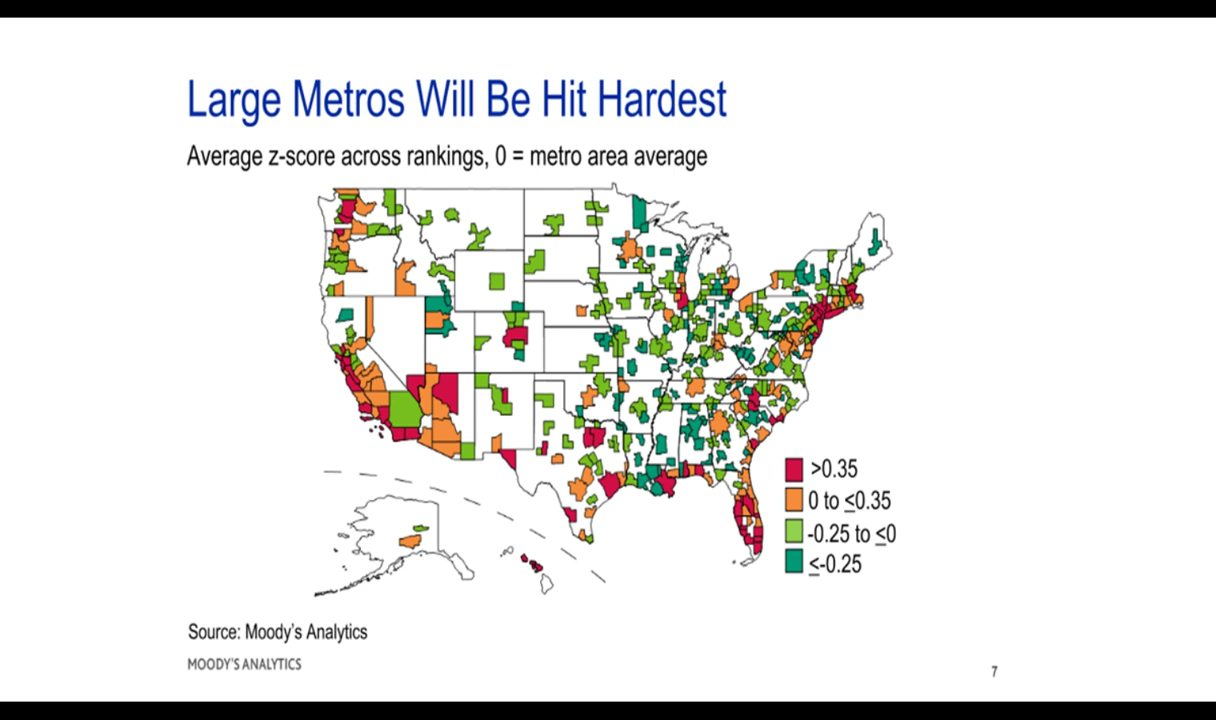 Large Metros Will Be Hit Hardest
Average z-score across rankings, 0 = metro area average
>0.35
0 to ≤0.35
-0.25 to ≤0
≤-0.25
Source: Moody's Analytics
MOODY'S ANALYTICS
7